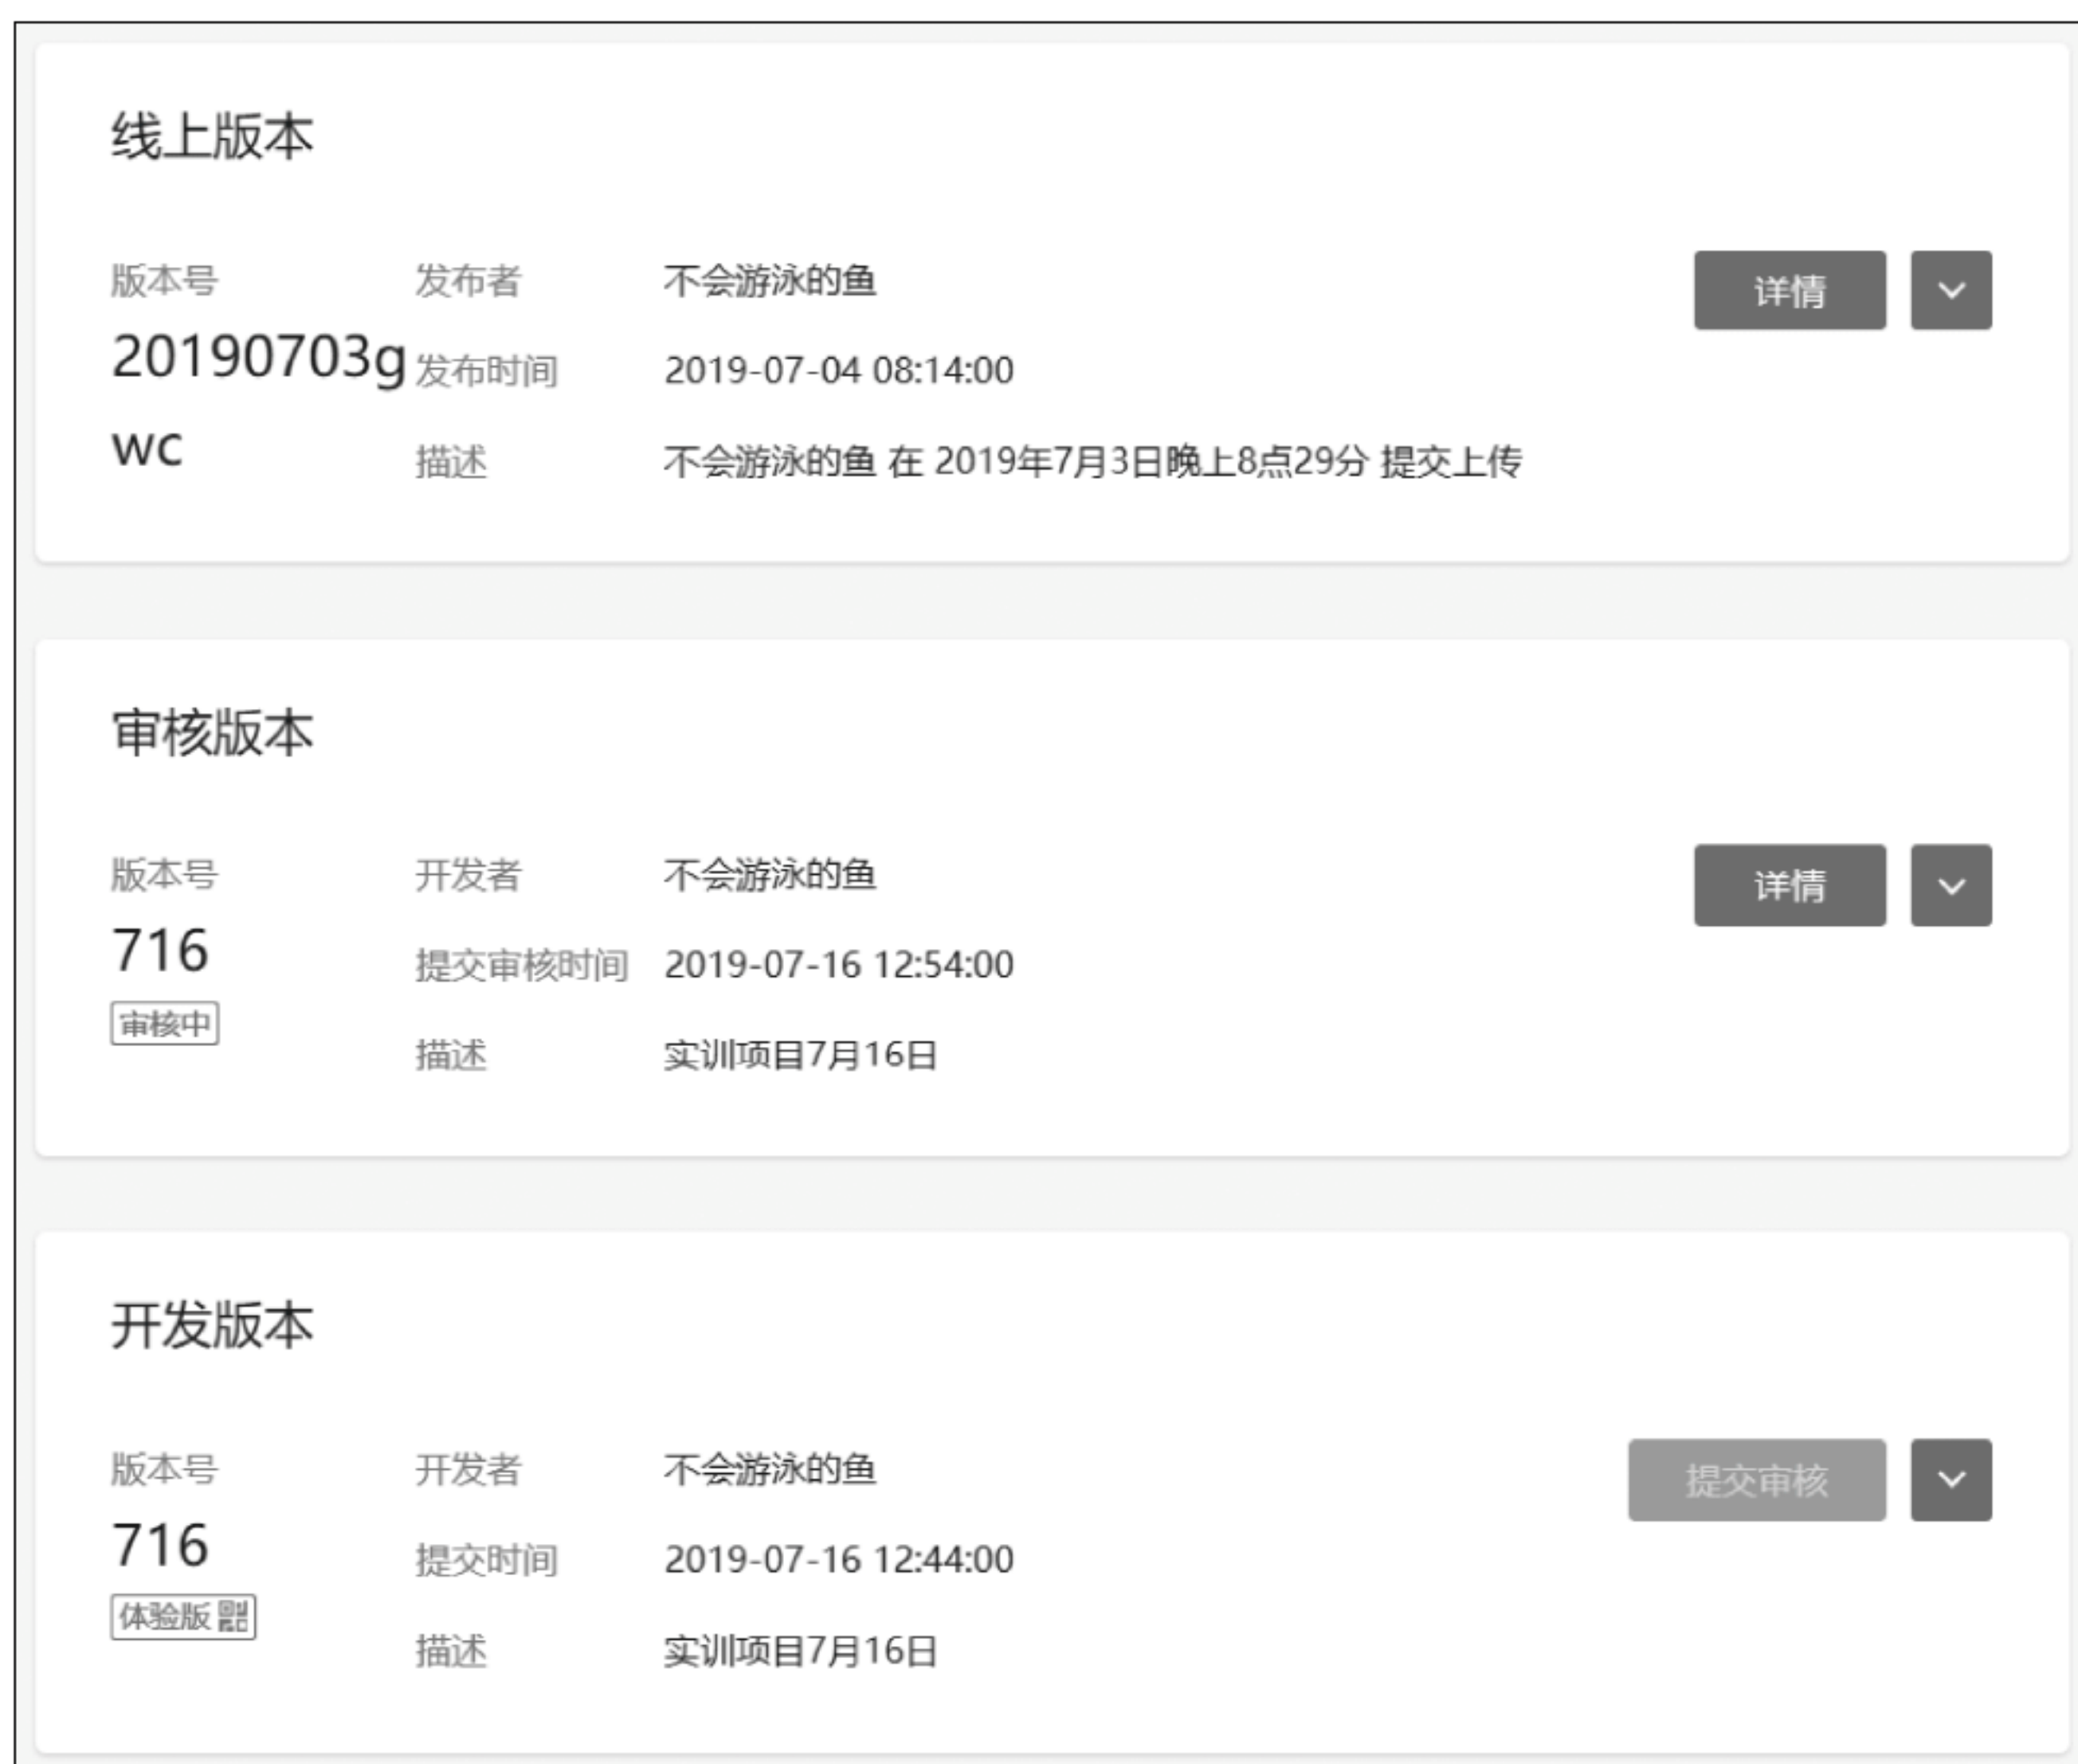 线上版本
版本号
20190703g
wc
发布者 不会游泳的鱼
发布时间 2019-07-04 08:14:00
描述 不会游泳的鱼 在 2019年7月3日晚上8点29分 提交上传
详情
审核版本
版本号
716
审核中
开发者 不会游泳的鱼
提交审核时间 2019-07-16 12:54:00
描述 实训项目7月16日
详情
开发版本
版本号
716
体验版
开发者 不会游泳的鱼
提交时间 2019-07-16 12:44:00
描述 实训项目7月16日
提交审核